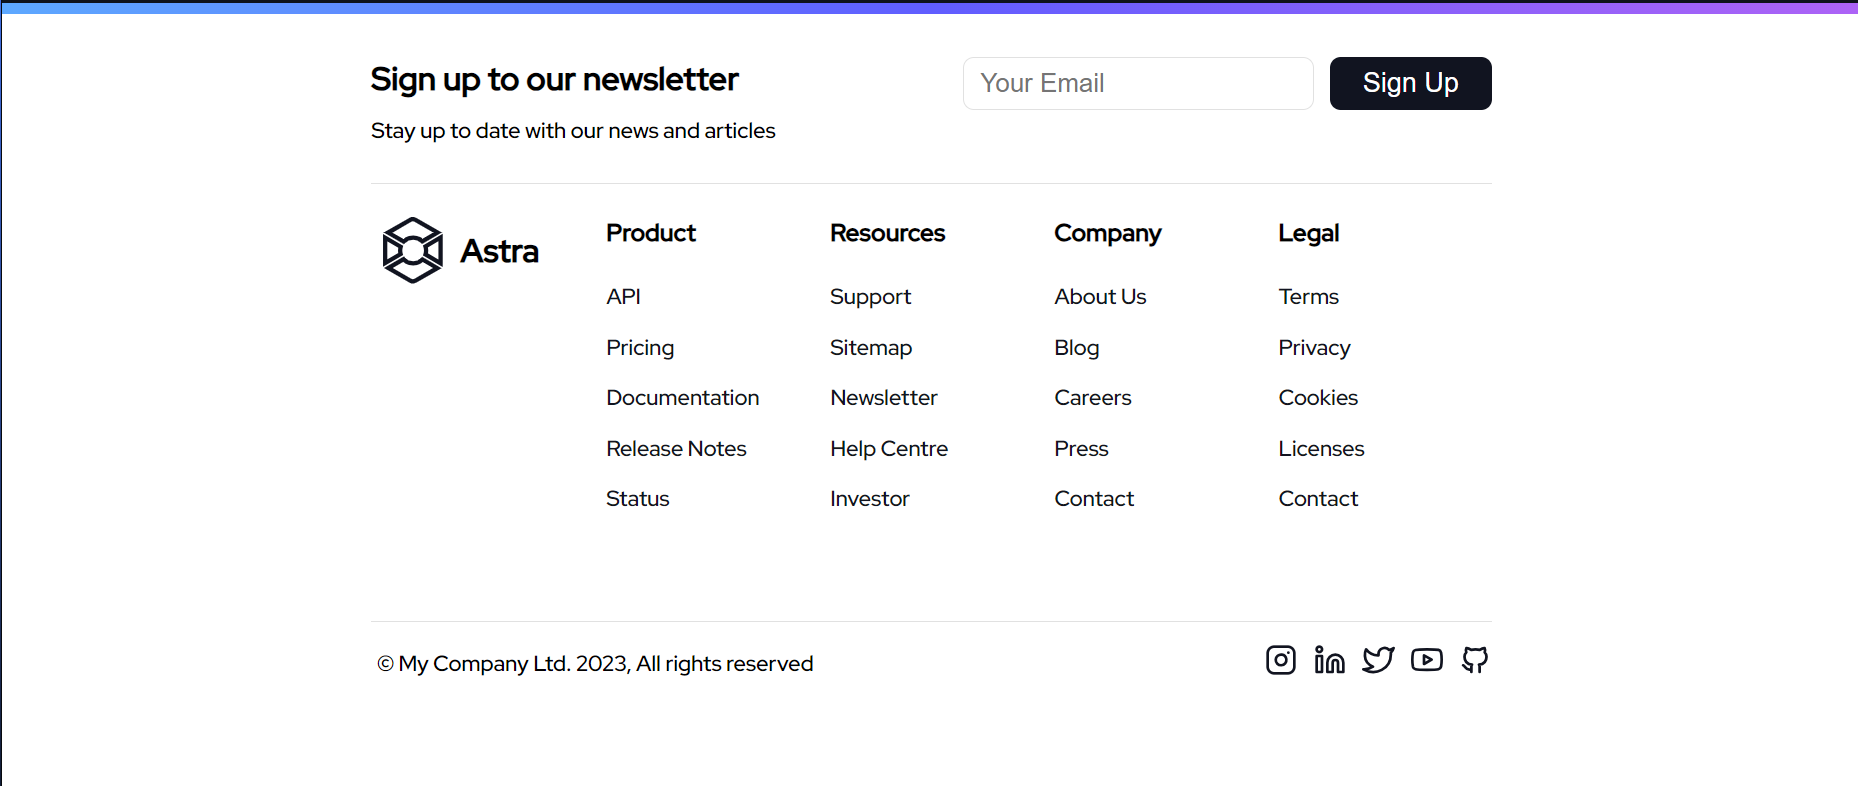 Sign up to our newsletter
Stay up to date with our news and articles
Your Email
Sign Up
Astra
Product
API
Pricing
Documentation
Release Notes
Status
Resources
Support
Sitemap
Newsletter
Help Centre
Investor
Company
About Us
Blog
Careers
Press
Contact
Legal
Terms
Privacy
Cookies
Licenses
Contact
© My Company Ltd. 2023, All rights reserved